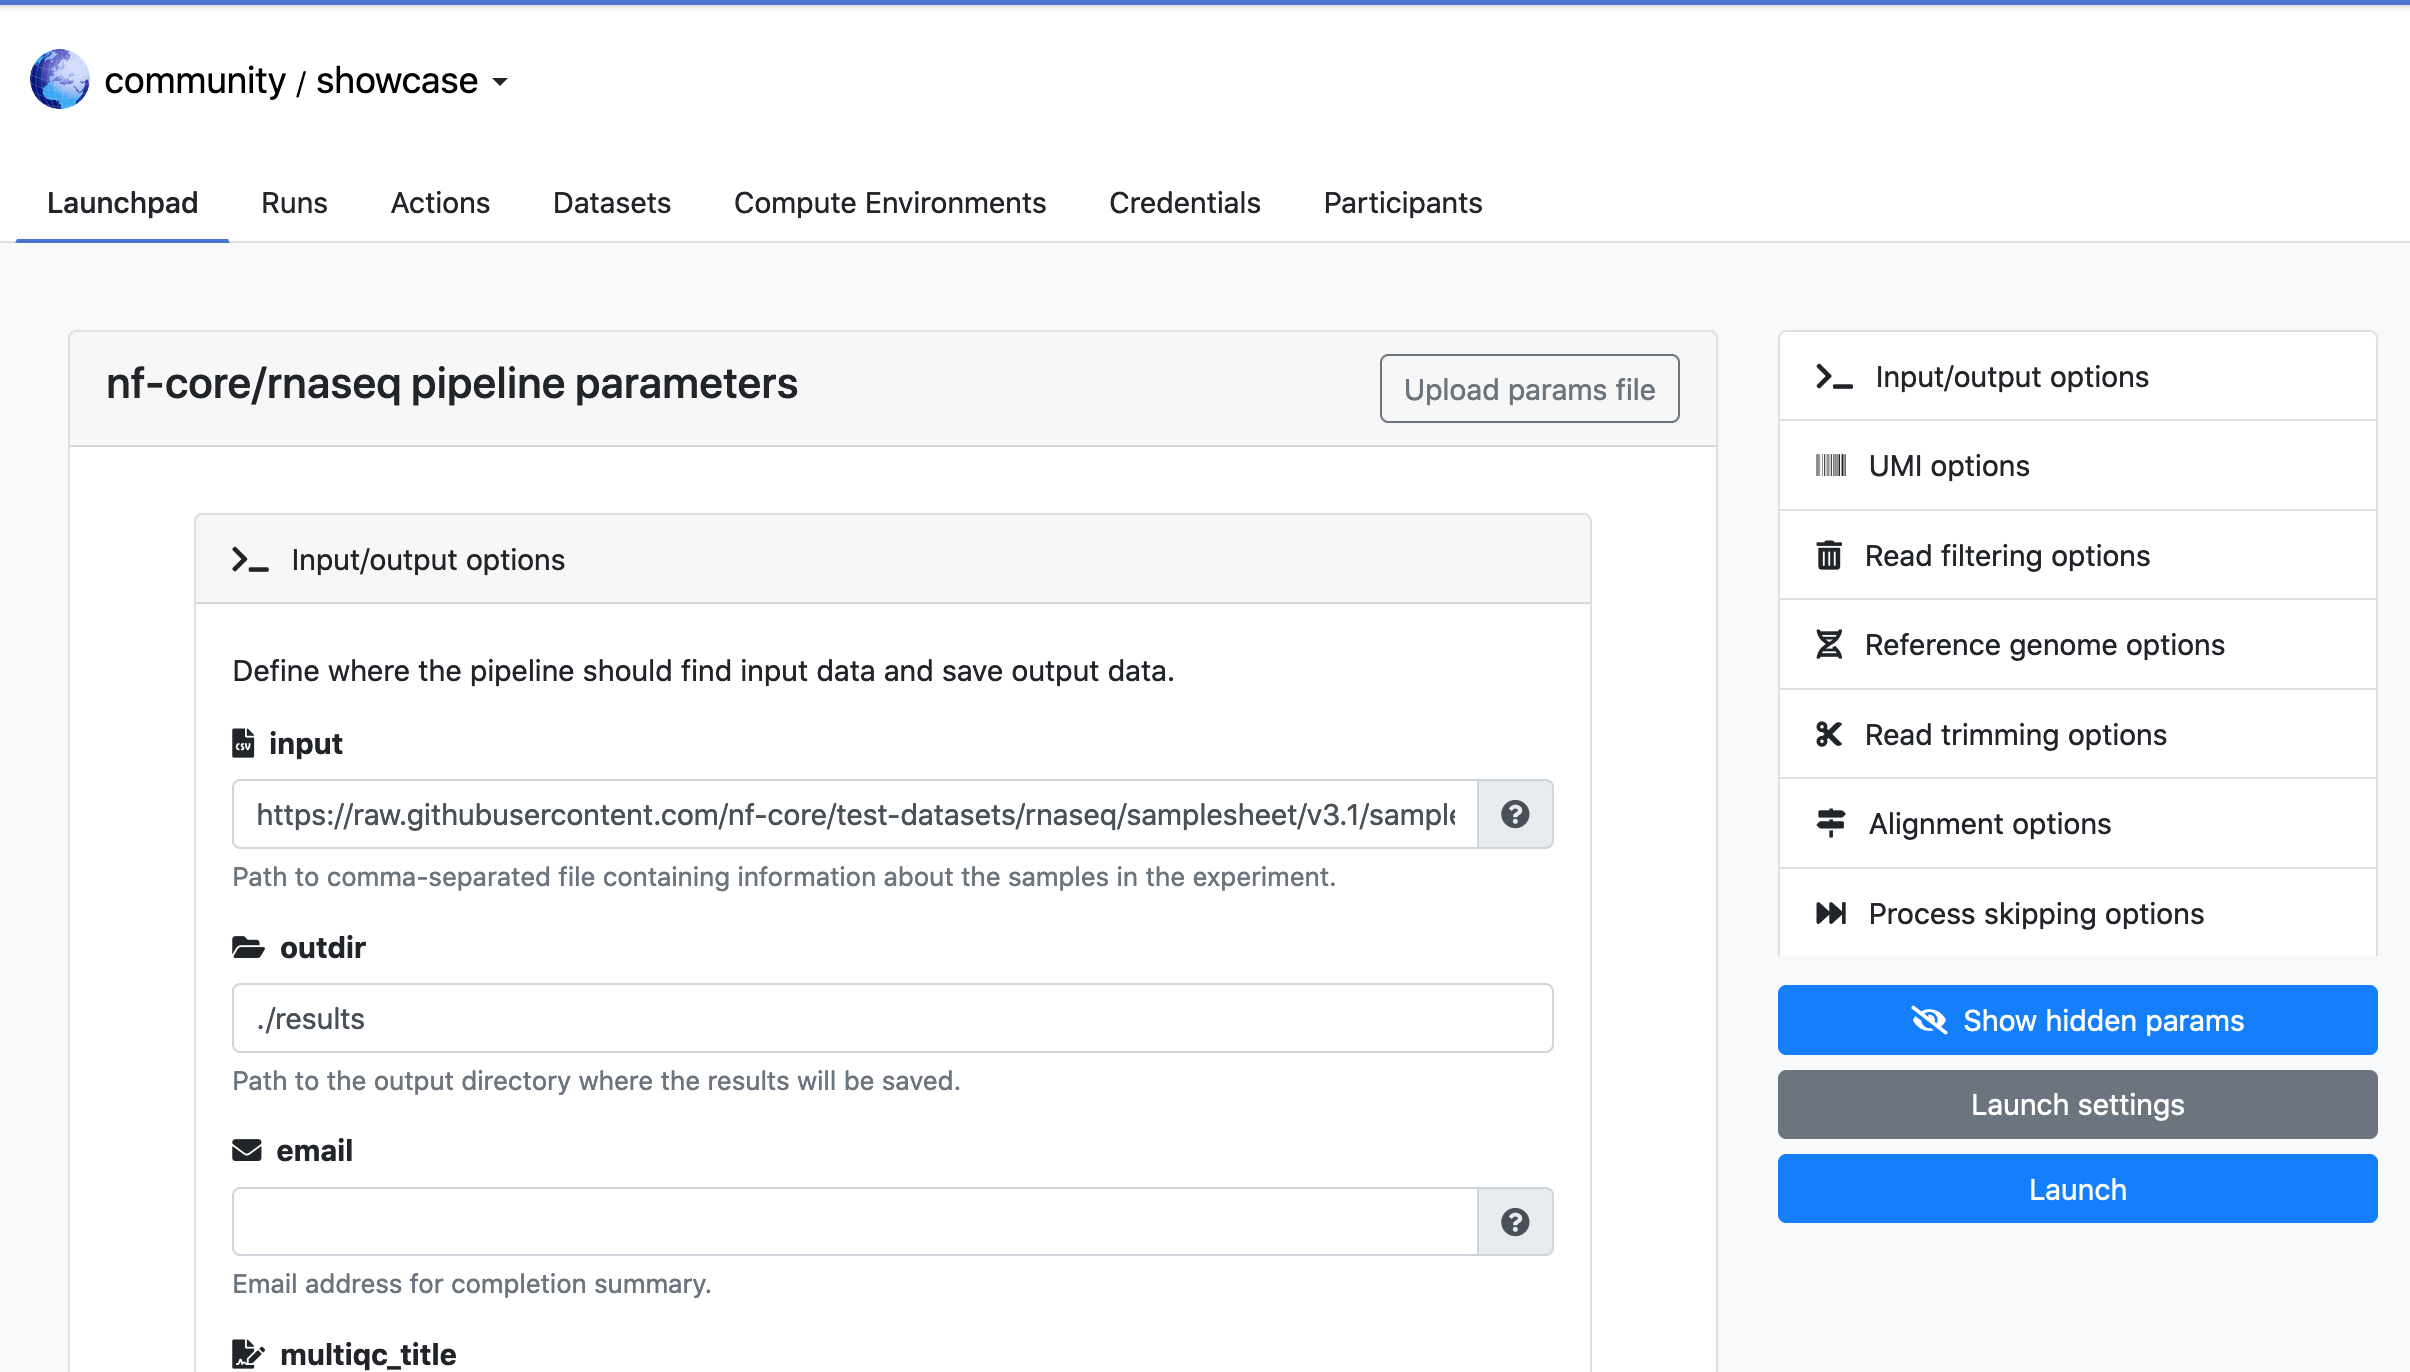 community / showcase
Launchpad Runs Actions Datasets Compute Environments Credentials Participants
nf-core/rnaseq pipeline parameters
Upload params file
Input/output options
Define where the pipeline should find input data and save output data.
CSV input
https://raw.githubusercontent.com/nf-core/test-datasets/rnaseq/samplesheet/v3.1/sample
Path to comma-separated file containing information about the samples in the experiment.
outdir
./results
Path to the output directory where the results will be saved.
email
Email address for completion summary.
multiqc_title
Input/output options
UMI options
Read filtering options
Reference genome options
Read trimming options
Alignment options
Process skipping options
Show hidden params
Launch settings
Launch